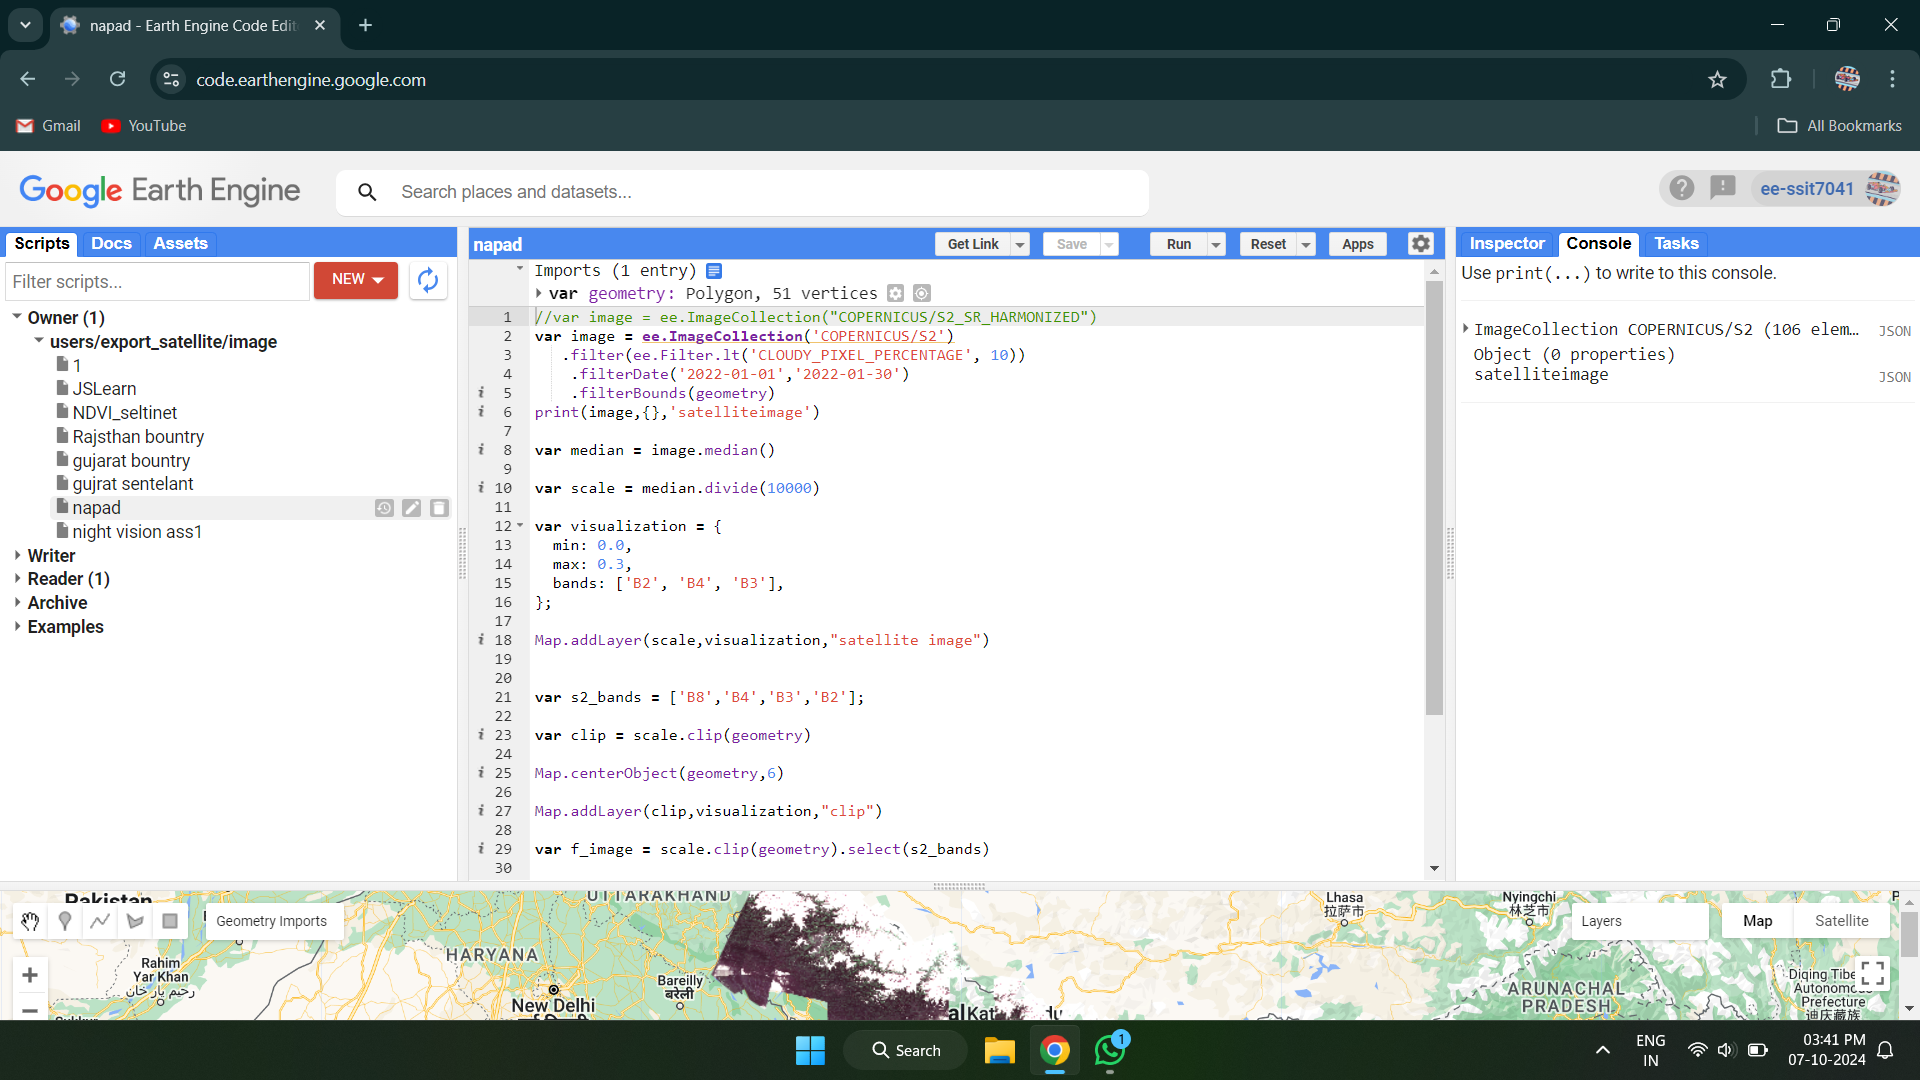 napad - Earth Engine Code Edit
code.earthengine.google.com
Gmail
YouTube
All Bookmarks
Google Earth Engine
Search places and datasets...
ee-ssit7041
Scripts Docs Assets
Filter scripts...
NEW
Owner (1)
users/export_satellite/image
1
JSLearn
NDVI_seltinet
Rajsthan bountry
gujarat bountry
gujrat sentelant
napad
night vision ass1
Writer
Reader (1)
Archive
Examples
napad
Get Link Save Run Reset Apps
Imports (1 entry)
var geometry: Polygon, 51 vertices
1 //var image = ee.ImageCollection("COPERNICUS/S2_SR_HARMONIZED")
2 var image = ee.ImageCollection('COPERNICUS/S2')
3 .filter(ee.Filter.lt('CLOUDY_PIXEL_PERCENTAGE', 10))
4 .filterDate('2022-01-01','2022-01-30')
i 5 .filterBounds(geometry)
i 6 print(image,{},'satelliteimage')
7
i 8 var median = image.median()
9
i 10 var scale = median.divide(10000)
11
12 var visualization = {
13 min: 0.0,
14 max: 0.3,
15 bands: ['B2', 'B4', 'B3'],
16 };
17
i 18 Map.addLayer(scale,visualization,"satellite image")
19
20
21 var s2_bands = ['B8','B4','B3','B2'];
22
i 23 var clip = scale.clip(geometry)
24
i 25 Map.centerObject(geometry,6)
26
i 27 Map.addLayer(clip,visualization,"clip")
28
i 29 var f_image = scale.clip(geometry).select(s2_bands)
30
Inspector Console Tasks
Use print(...) to write to this console.
ImageCollection COPERNICUS/S2 (106 elem… JSON
Object (0 properties)
satelliteimage JSON
Pakistan
Geometry Imports
UTTARAKHAND
HARYANA
Rahim
Yar Khan
رحیم یار خان
Bareilly
बरेली
New Delhi
Lhasa
拉萨市
Nyingchi
林芝市
Layers
Map Satellite
ARUNACHAL
PRADESH
Diqing Tibe
Autonomo
Prefecture
迪庆藏族
Search
1
ENG
IN
03:41 PM
07-10-2024